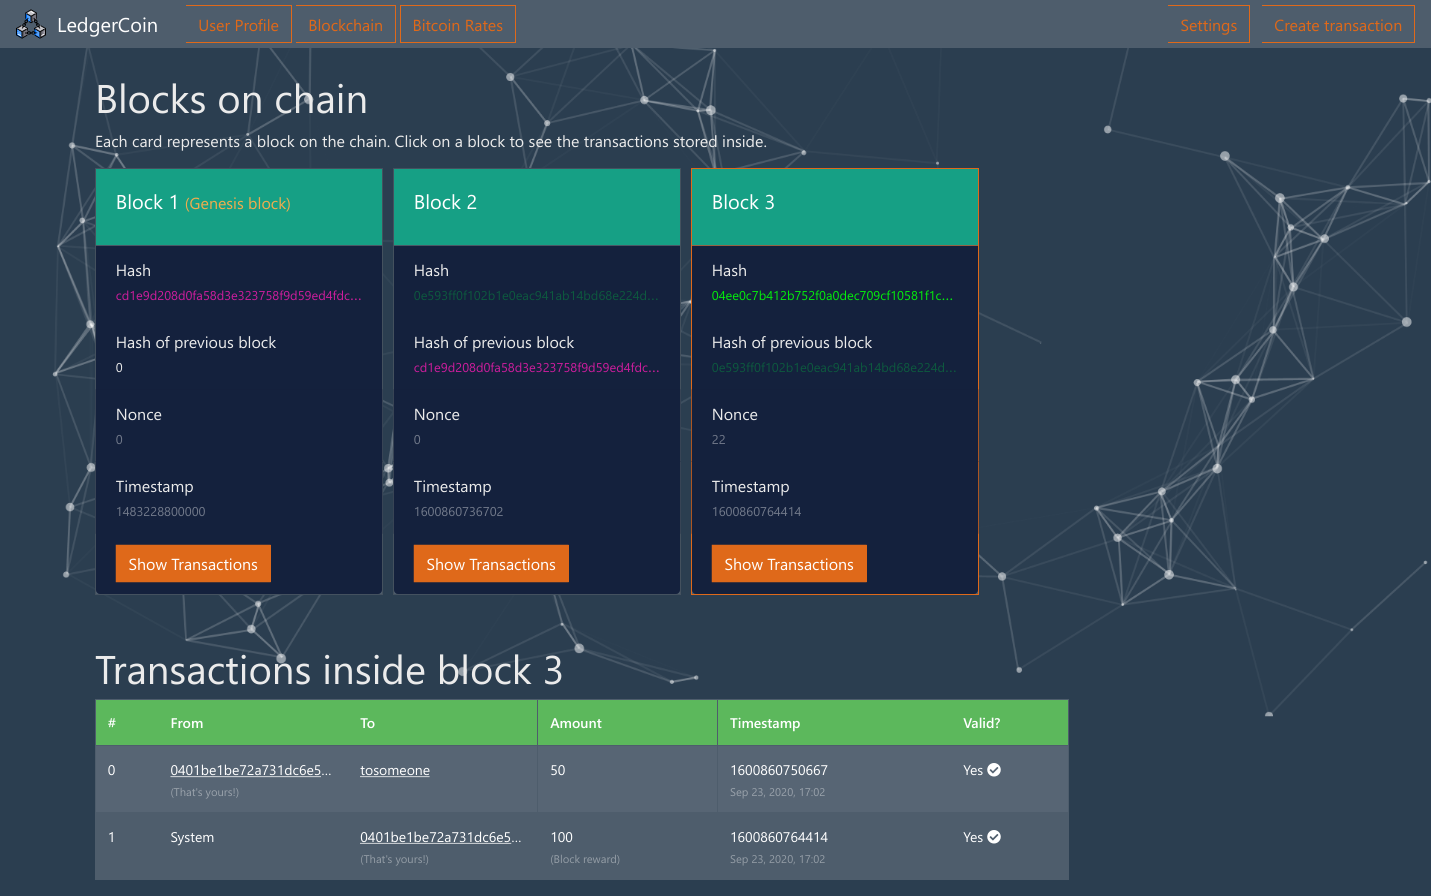 LedgerCoin User Profile Blockchain Bitcoin Rates Settings Create transaction
Blocks on chain
Each card represents a block on the chain. Click on a block to see the transactions stored inside.
Block 1 (Genesis block)
Hash
cd1e9d208d0fa58d3e323758f9d59ed4fdc...
Hash of previous block
0
Nonce
0
Timestamp
1483228800000
Show Transactions
Block 2
Hash
0e593ff0f102b1e0eac941ab14bd68e224d...
Hash of previous block
cd1e9d208d0fa58d3e323758f9d59ed4fdc...
Nonce
0
Timestamp
1600860736702
Show Transactions
Block 3
Hash
04ee0c7b412b752f0a0dec709cf10581f1c...
Hash of previous block
0e593ff0f102b1e0eac941ab14bd68e224d...
Nonce
22
Timestamp
1600860764414
Show Transactions
Transactions inside block 3
# From To Amount Timestamp Valid?
0 0401be1be72a731dc6e5... tosomeone 50 1600860750667 Yes
(That's yours!) Sep 23, 2020, 17:02
1 System 0401be1be72a731dc6e5... 100 1600860764414 Yes
(That's yours!) (Block reward) Sep 23, 2020, 17:02